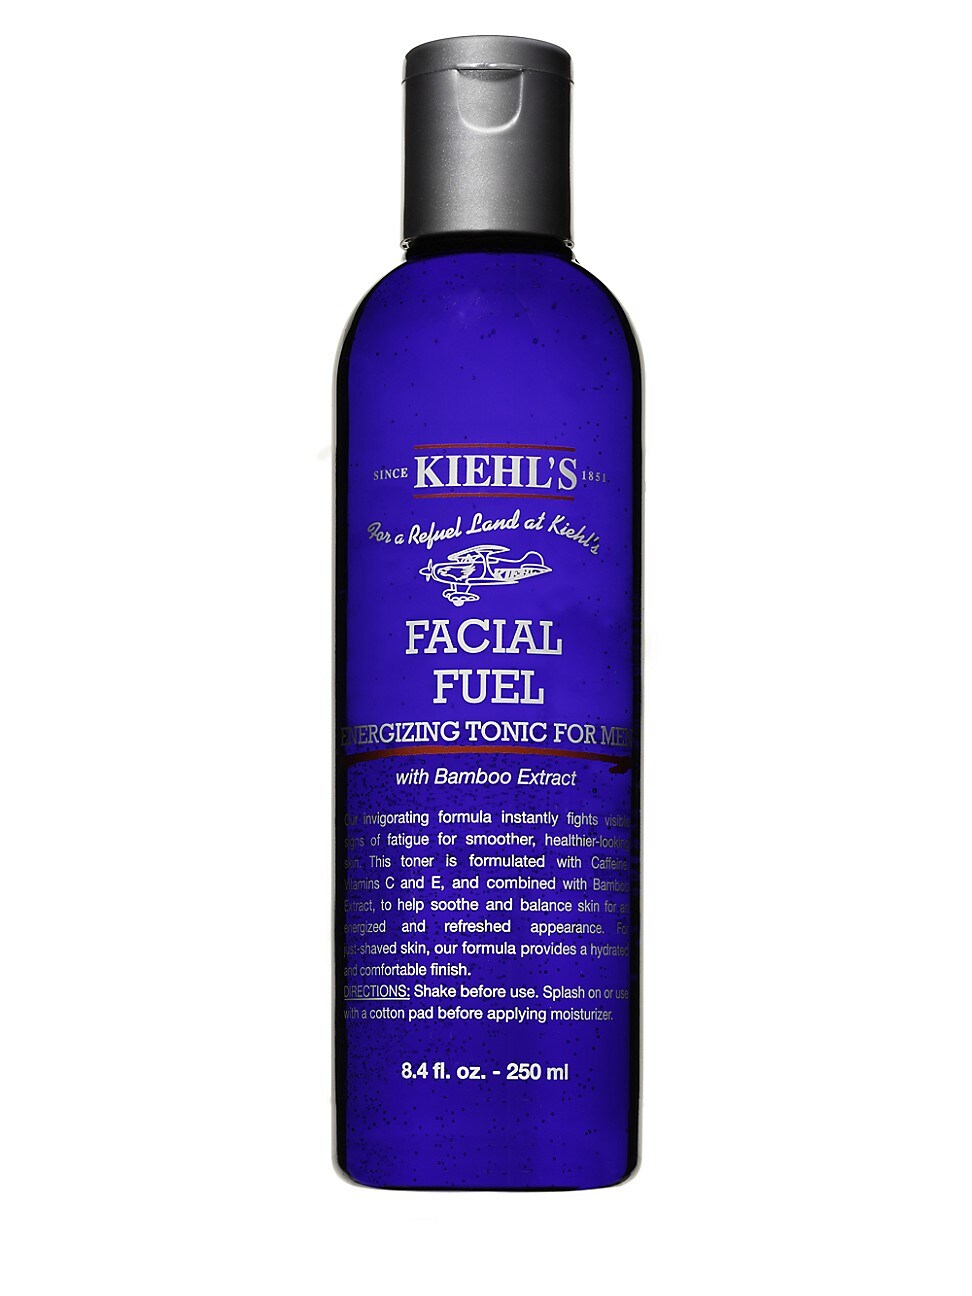 SINCE KIEHL'S 1851
For a Refuel Land at Kiehl's
KIEHL'S
FACIAL
FUEL
ENERGIZING TONIC FOR MEN
with Bamboo Extract
Our invigorating formula instantly fights visible
signs of fatigue for smoother, healthier-looking
skin. This toner is formulated with Caffeine,
Vitamins C and E, and combined with Bamboo
Extract, to help soothe and balance skin for an
energized and refreshed appearance. For
just-shaved skin, our formula provides a hydrated
and comfortable finish.
DIRECTIONS: Shake before use. Splash on or use
with a cotton pad before applying moisturizer.
8.4 fl. oz. - 250 ml